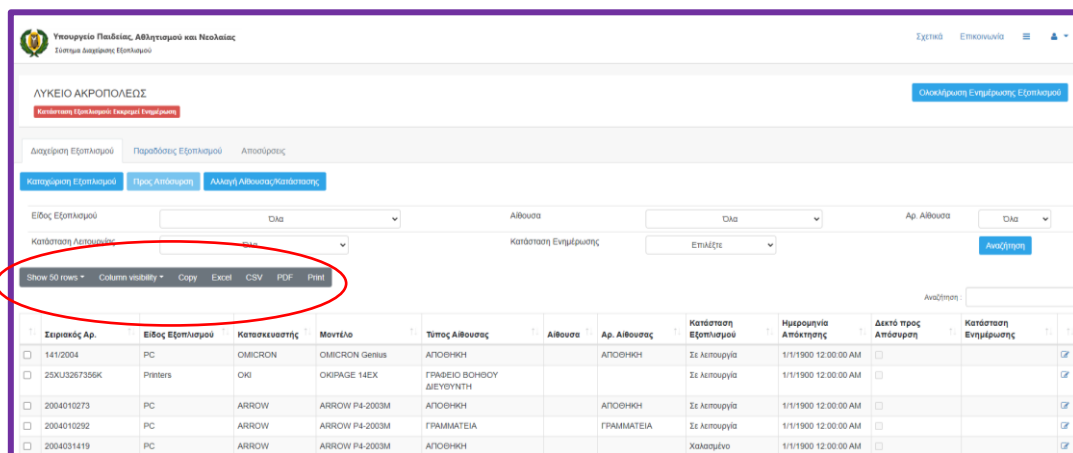 Υπουργείο Παιδείας, Αθλητισμού και Νεολαίας
Σύστημα Διαχείρισης Εξοπλισμού
Σχετικά Επικοινωνία
ΛΥΚΕΙΟ ΑΚΡΟΠΟΛΕΩΣ
Ολοκλήρωση Ενημέρωσης Εξοπλισμού
Κατάσταση Εξοπλισμού: Εκκρεμεί Ενημέρωση
Διαχείριση Εξοπλισμού Παραδόσεις Εξοπλισμού Αποσύρσεις
Καταχώριση Εξοπλισμού Προς Απόσυρση Αλλαγή Αίθουσας/Κατάστασης
Είδος Εξοπλισμού Όλα Αίθουσα Όλα Αρ. Αίθουσα Όλα
Κατάσταση Λειτουργίας Όλα Κατάσταση Ενημέρωσης Επιλέξτε Αναζήτηση
Show 50 rows Column visibility Copy Excel CSV PDF Print
Αναζήτηση :
Σειριακός Αρ. Είδος Εξοπλισμού Κατασκευαστής Μοντέλο Τύπος Αίθουσας Αίθουσα Αρ. Αίθουσας Κατάσταση Εξοπλισμού Ημερομηνία Απόκτησης Δεκτό προς Απόσυρση Κατάσταση Ενημέρωσης
141/2004 PC OMICRON OMICRON Genius ΑΠΟΘΗΚΗ ΑΠΟΘΗΚΗ Σε λειτουργία 1/1/1900 12:00:00 AM
25XU3267356K Printers OKI OKIPAGE 14EX ΓΡΑΦΕΙΟ ΒΟΗΘΟΥ ΔΙΕΥΘΥΝΤΗ Σε λειτουργία 1/1/1900 12:00:00 AM
2004010273 PC ARROW ARROW P4-2003M ΑΠΟΘΗΚΗ ΑΠΟΘΗΚΗ Σε λειτουργία 1/1/1900 12:00:00 AM
2004010292 PC ARROW ARROW P4-2003M ΓΡΑΜΜΑΤΕΙΑ ΓΡΑΜΜΑΤΕΙΑ Σε λειτουργία 1/1/1900 12:00:00 AM
2004031419 PC ARROW ARROW P4-2003M ΑΠΟΘΗΚΗ Χαλασμένο 1/1/1900 12:00:00 AM